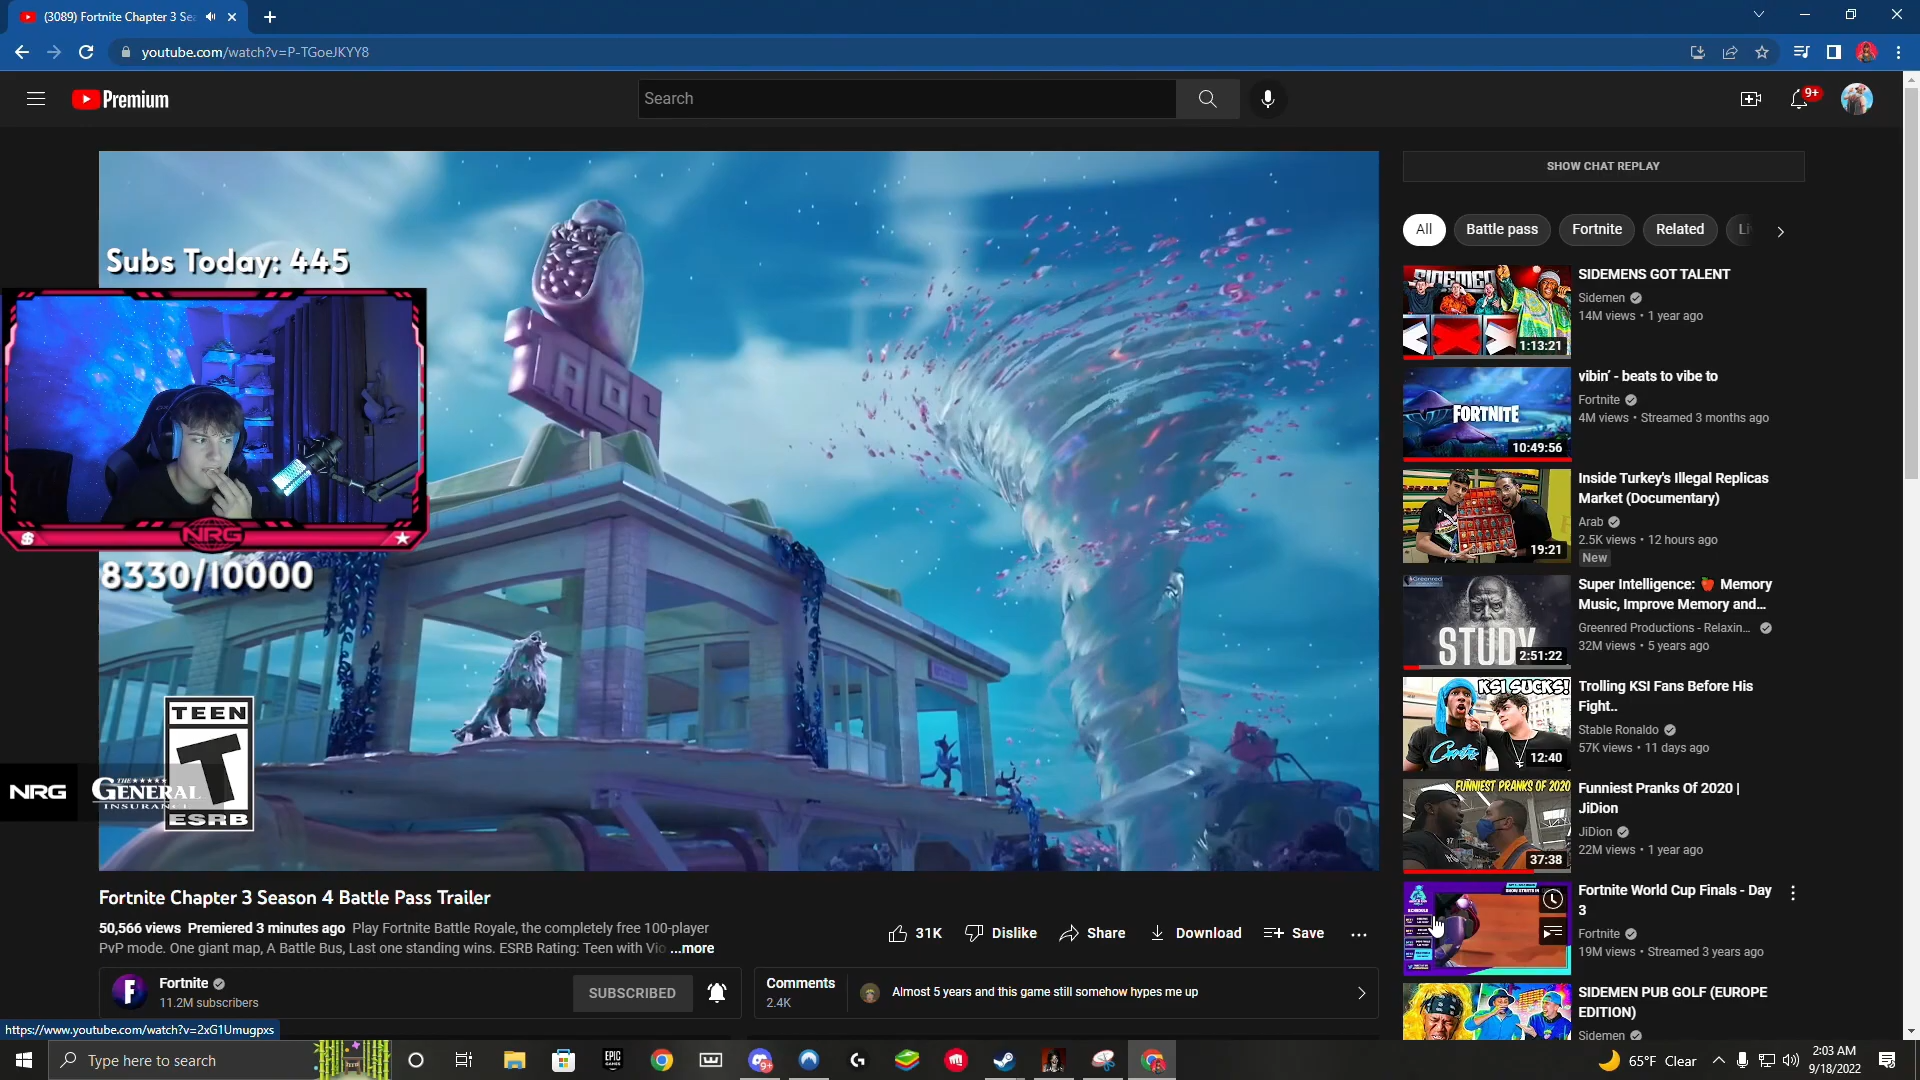 (3089) Fortnite Chapter 3 Se
youtube.com/watch?v=P-TGoeJKYY8
Premium
Search
9+
SHOW CHAT REPLAY
All
Battle pass
Fortnite
Related
Li
Subs Today: 445
NRG
8330/10000
TEEN
T
ESRB
NRG
THE
GENERAL
INSURANCE
Fortnite Chapter 3 Season 4 Battle Pass Trailer
50,566 views Premiered 3 minutes ago Play Fortnite Battle Royale, the completely free 100-player
PvP mode. One giant map, A Battle Bus, Last one standing wins. ESRB Rating: Teen with Vio ...more
31K
Dislike
Share
Download
Save
Fortnite
11.2M subscribers
SUBSCRIBED
Comments
2.4K
Almost 5 years and this game still somehow hypes me up
SIDEMEN
1:13:21
SIDEMENS GOT TALENT
Sidemen
14M views • 1 year ago
FORTNITE
10:49:56
vibin' - beats to vibe to
Fortnite
4M views • Streamed 3 months ago
19:21
Inside Turkey's Illegal Replicas
Market (Documentary)
Arab
2.5K views • 12 hours ago
New
Greenred
STUDY
2:51:22
Super Intelligence: 🍎 Memory
Music, Improve Memory and...
Greenred Productions - Relaxin...
32M views • 5 years ago
KSI SUCKS!
12:40
Trolling KSI Fans Before His
Fight..
Stable Ronaldo
57K views • 11 days ago
FUNNIEST PRANKS OF 2020
37:38
Funniest Pranks Of 2020 |
JiDion
JiDion
22M views • 1 year ago
Fortnite World Cup Finals - Day
3
Fortnite
19M views • Streamed 3 years ago
SIDEMEN PUB GOLF (EUROPE
EDITION)
Sidemen
https://www.youtube.com/watch?v=2xG1Umugpxs
Type here to search
EPIC
GAMES
9+
65°F Clear
2:03 AM
9/18/2022